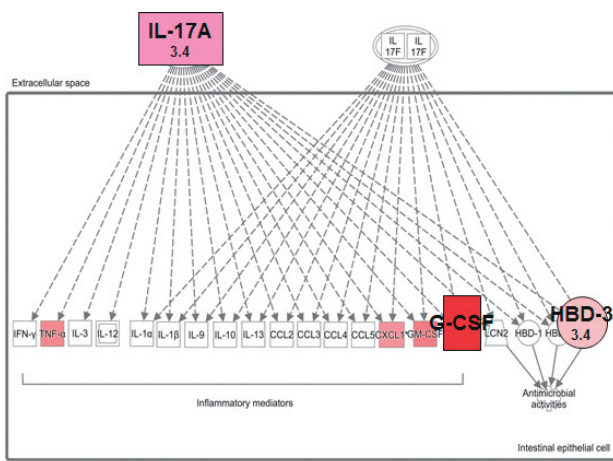 IL-17A
3.4
IL
17F
IL
17F
Extracellular space
IFN-γ
TNF-α
IL-3
IL-12
IL-1α
IL-1β
IL-9
IL-10
IL-13
CCL2
CCL3
CCL4
CCL5
CXCL1*
GM-CSF
G-CSF
LCN2
HBD-1
HBD-3
3.4
Inflammatory mediators
Antimicrobial
activities
Intestinal epithelial cell